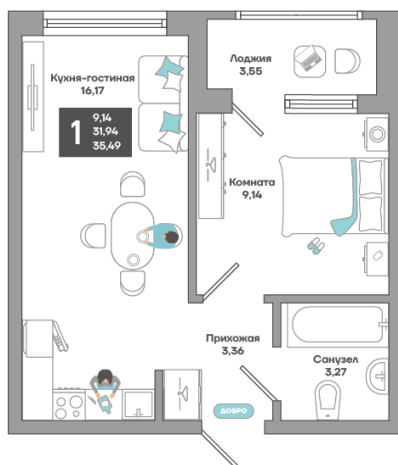 Лоджия
3,55
Кухня-гостиная
16,17
1
9,14
31,94
35,49
Комната
9,14
Прихожая
3,36
Санузел
3,27
ДОБРО